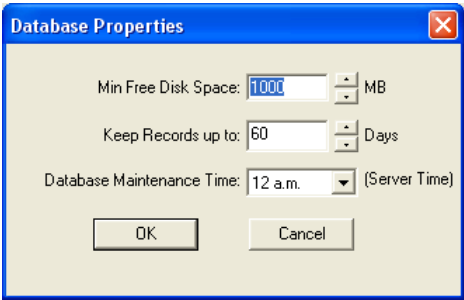 Database Properties
Min Free Disk Space: 1000 MB
Keep Records up to: 60 Days
Database Maintenance Time: 12 a.m. (Server Time)
OK Cancel